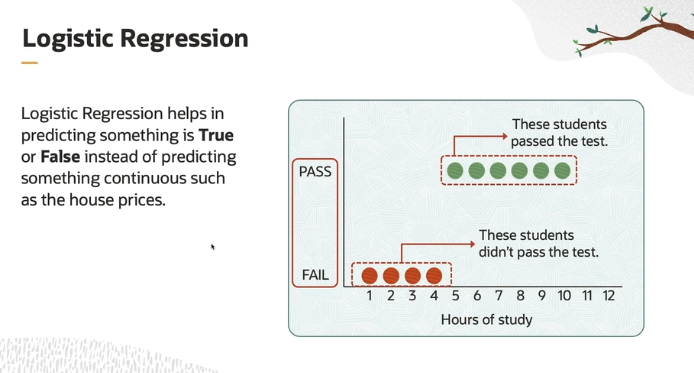 Logistic Regression
Logistic Regression helps in
predicting something is True
or False instead of predicting
something continuous such
as the house prices.
These students
passed the test.
PASS
These students
didn't pass the test.
FAIL
1 2 3 4 5 6 7 8 9 10 11 12
Hours of study